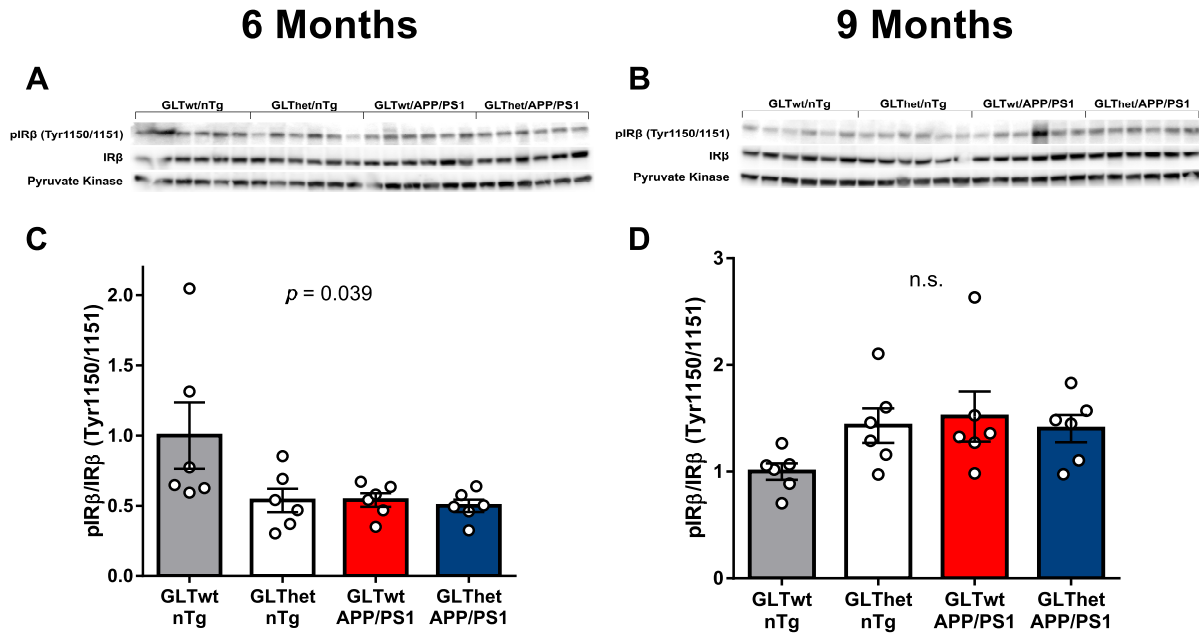 6 Months
9 Months
A
GLTwt/nTg GLThet/nTg GLTwt/APP/PS1 GLThet/APP/PS1
pIRβ (Tyr1150/1151)
IRβ
Pyruvate Kinase
B
GLTwt/nTg GLThet/nTg GLTwt/APP/PS1 GLThet/APP/PS1
pIRβ (Tyr1150/1151)
IRβ
Pyruvate Kinase
C
pIRβ/IRβ (Tyr1150/1151)
2.0
1.5
1.0
0.5
0.0
p = 0.039
GLTwt nTg
GLThet nTg
GLTwt APP/PS1
GLThet APP/PS1
D
pIRβ/IRβ (Tyr1150/1151)
3
2
1
0
n.s.
GLTwt nTg
GLThet nTg
GLTwt APP/PS1
GLThet APP/PS1